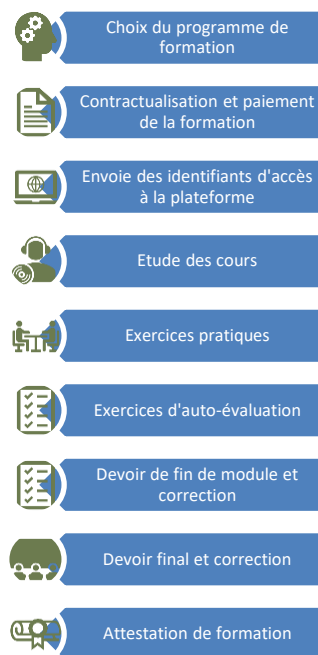 Choix du programme de
formation
Contractualisation et paiement
de la formation
Envoie des identifiants d'accès
à la plateforme
Etude des cours
Exercices pratiques
Exercices d'auto-évaluation
Devoir de fin de module et
correction
Devoir final et correction
Attestation de formation